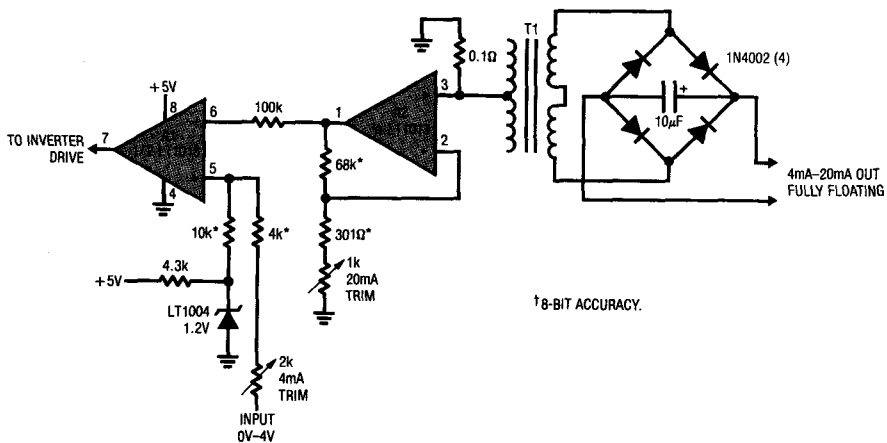 T1
0.1Ω
1N4002 (4)
+5V
8
6
100k
1
3
2
+
10µF
TO INVERTER
DRIVE
7
5
4
68k*
4mA–20mA OUT
FULLY FLOATING
10k*
4k*
301Ω*
+5V
4.3k
1k
20mA
TRIM
LT1004
1.2V
†8-BIT ACCURACY.
2k
4mA
TRIM
INPUT
0V–4V